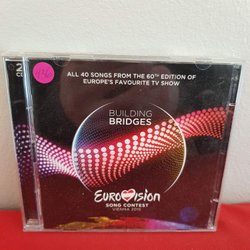 ALL 40 SONGS FROM THE 60TH EDITION OF
EUROPE'S FAVOURITE TV SHOW
BUILDING
BRIDGES
EUROVISION
SONG CONTEST
VIENNA 2015